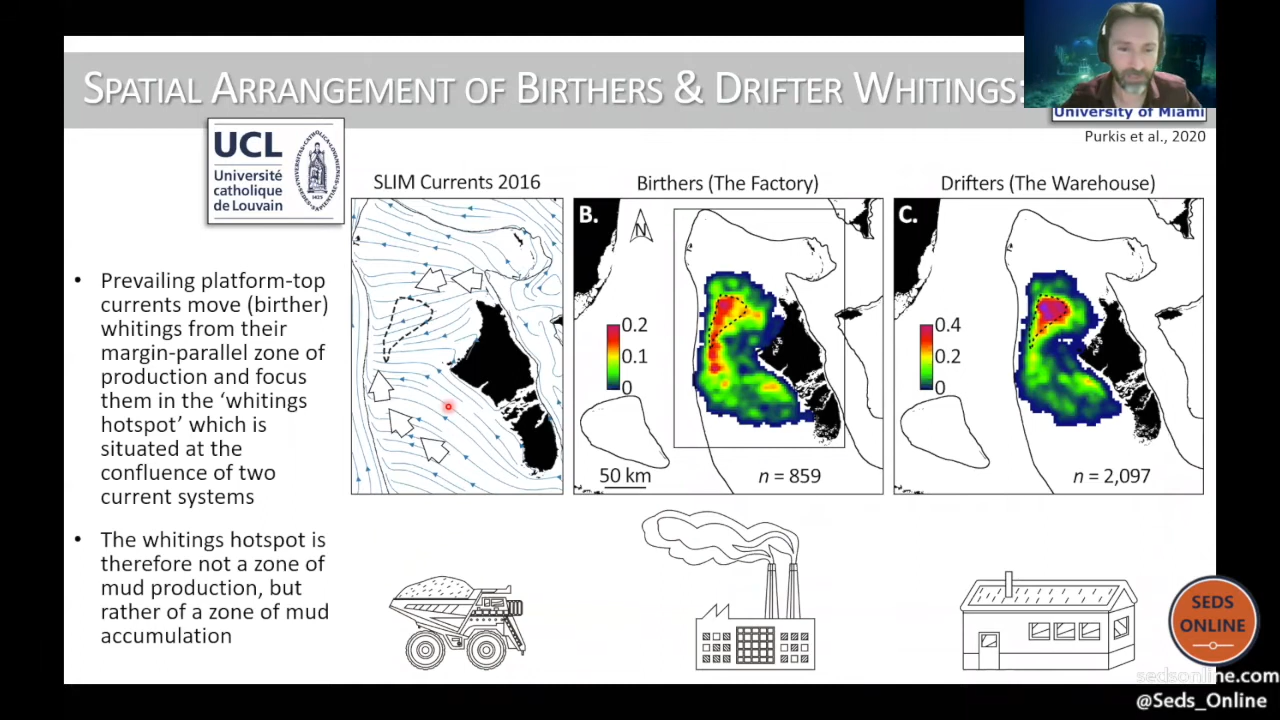 SPATIAL ARRANGEMENT OF BIRTHERS & DRIFTER WHITINGS:
University of Miami
Purkis et al., 2020
UCL
Université
catholique
de Louvain
SLIM Currents 2016
Birthers (The Factory)
Drifters (The Warehouse)
B.
N
0.2
0.1
0
50 km
n = 859
C.
0.4
0.2
0
n = 2,097
• Prevailing platform-top
currents move (birther)
whitings from their
margin-parallel zone of
production and focus
them in the ‘whitings
hotspot’ which is
situated at the
confluence of two
current systems
• The whitings hotspot is
therefore not a zone of
mud production, but
rather of a zone of mud
accumulation
SEDS
ONLINE
sedsonline.com
@Seds_Online